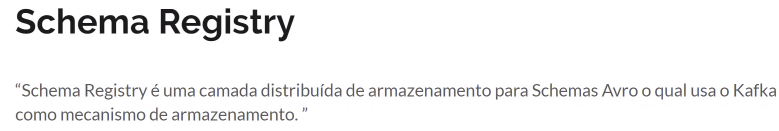 Schema Registry
“Schema Registry é uma camada distribuída de armazenamento para Schemas Avro o qual usa o Kafka
como mecanismo de armazenamento. ”